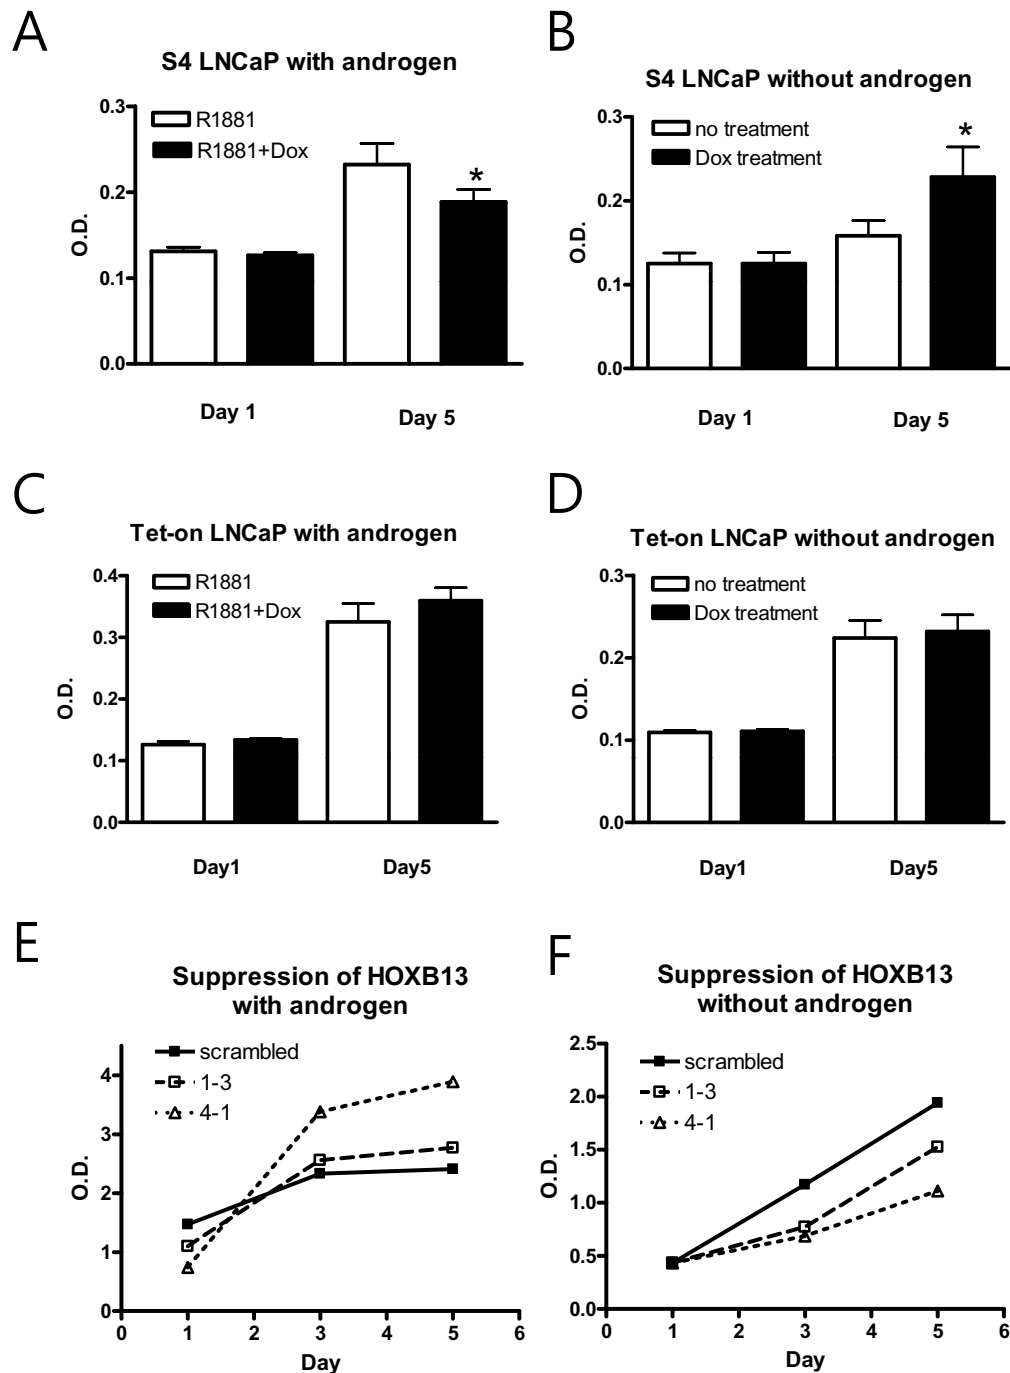 A
S4 LNCaP with androgen
R1881
R1881+Dox
*
O.D.
0.3
0.2
0.1
0.0
Day 1
Day 5
B
S4 LNCaP without androgen
no treatment
Dox treatment
*
O.D.
0.3
0.2
0.1
0.0
Day 1
Day 5
C
Tet-on LNCaP with androgen
R1881
R1881+Dox
O.D.
0.4
0.3
0.2
0.1
0.0
Day1
Day5
D
Tet-on LNCaP without androgen
no treatment
Dox treatment
O.D.
0.3
0.2
0.1
0.0
Day1
Day5
E
Suppression of HOXB13
with androgen
scrambled
1-3
4-1
O.D.
4
3
2
1
0
0 1 2 3 4 5 6
Day
F
Suppression of HOXB13
without androgen
scrambled
1-3
4-1
O.D.
2.5
2.0
1.5
1.0
0.5
0.0
0 1 2 3 4 5 6
Day